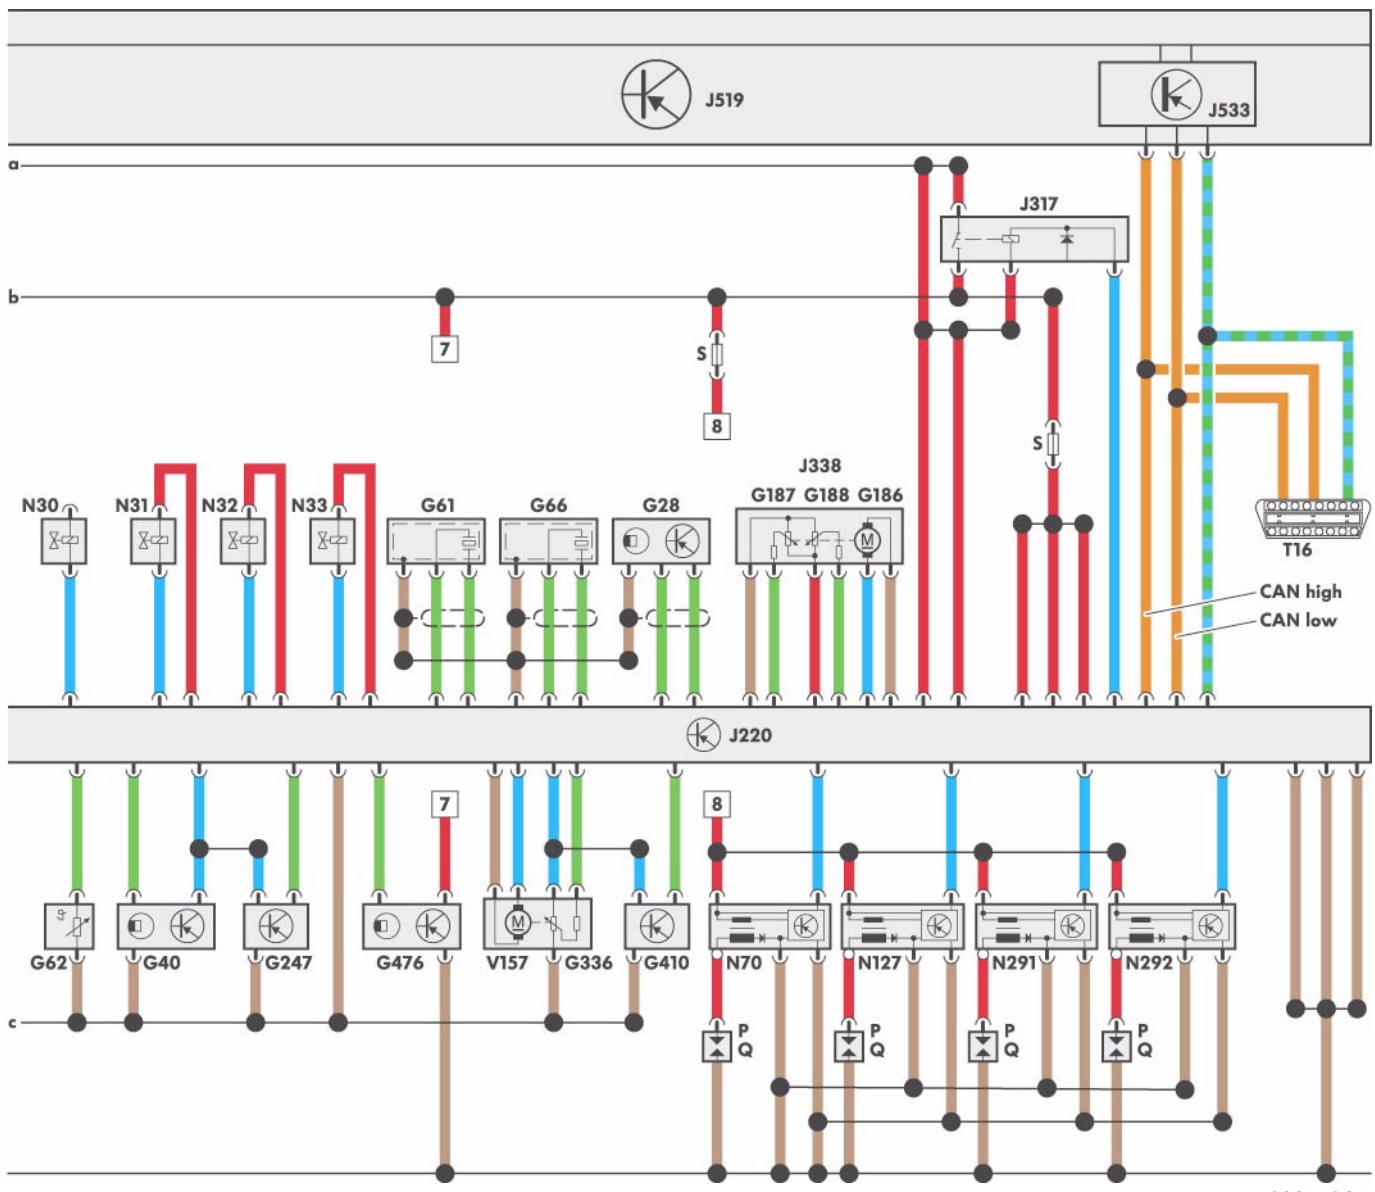 J519
J533
a
J317
b
7
S
8
S
J338
N30 N31 N32 N33 G61 G66 G28 G187 G188 G186
M
T16
CAN high
CAN low
J220
7 8
ϑ
M
G62 G40 G247 G476 V157 G336 G410 N70 N127 N291 N292
c
P P P P
Q Q Q Q